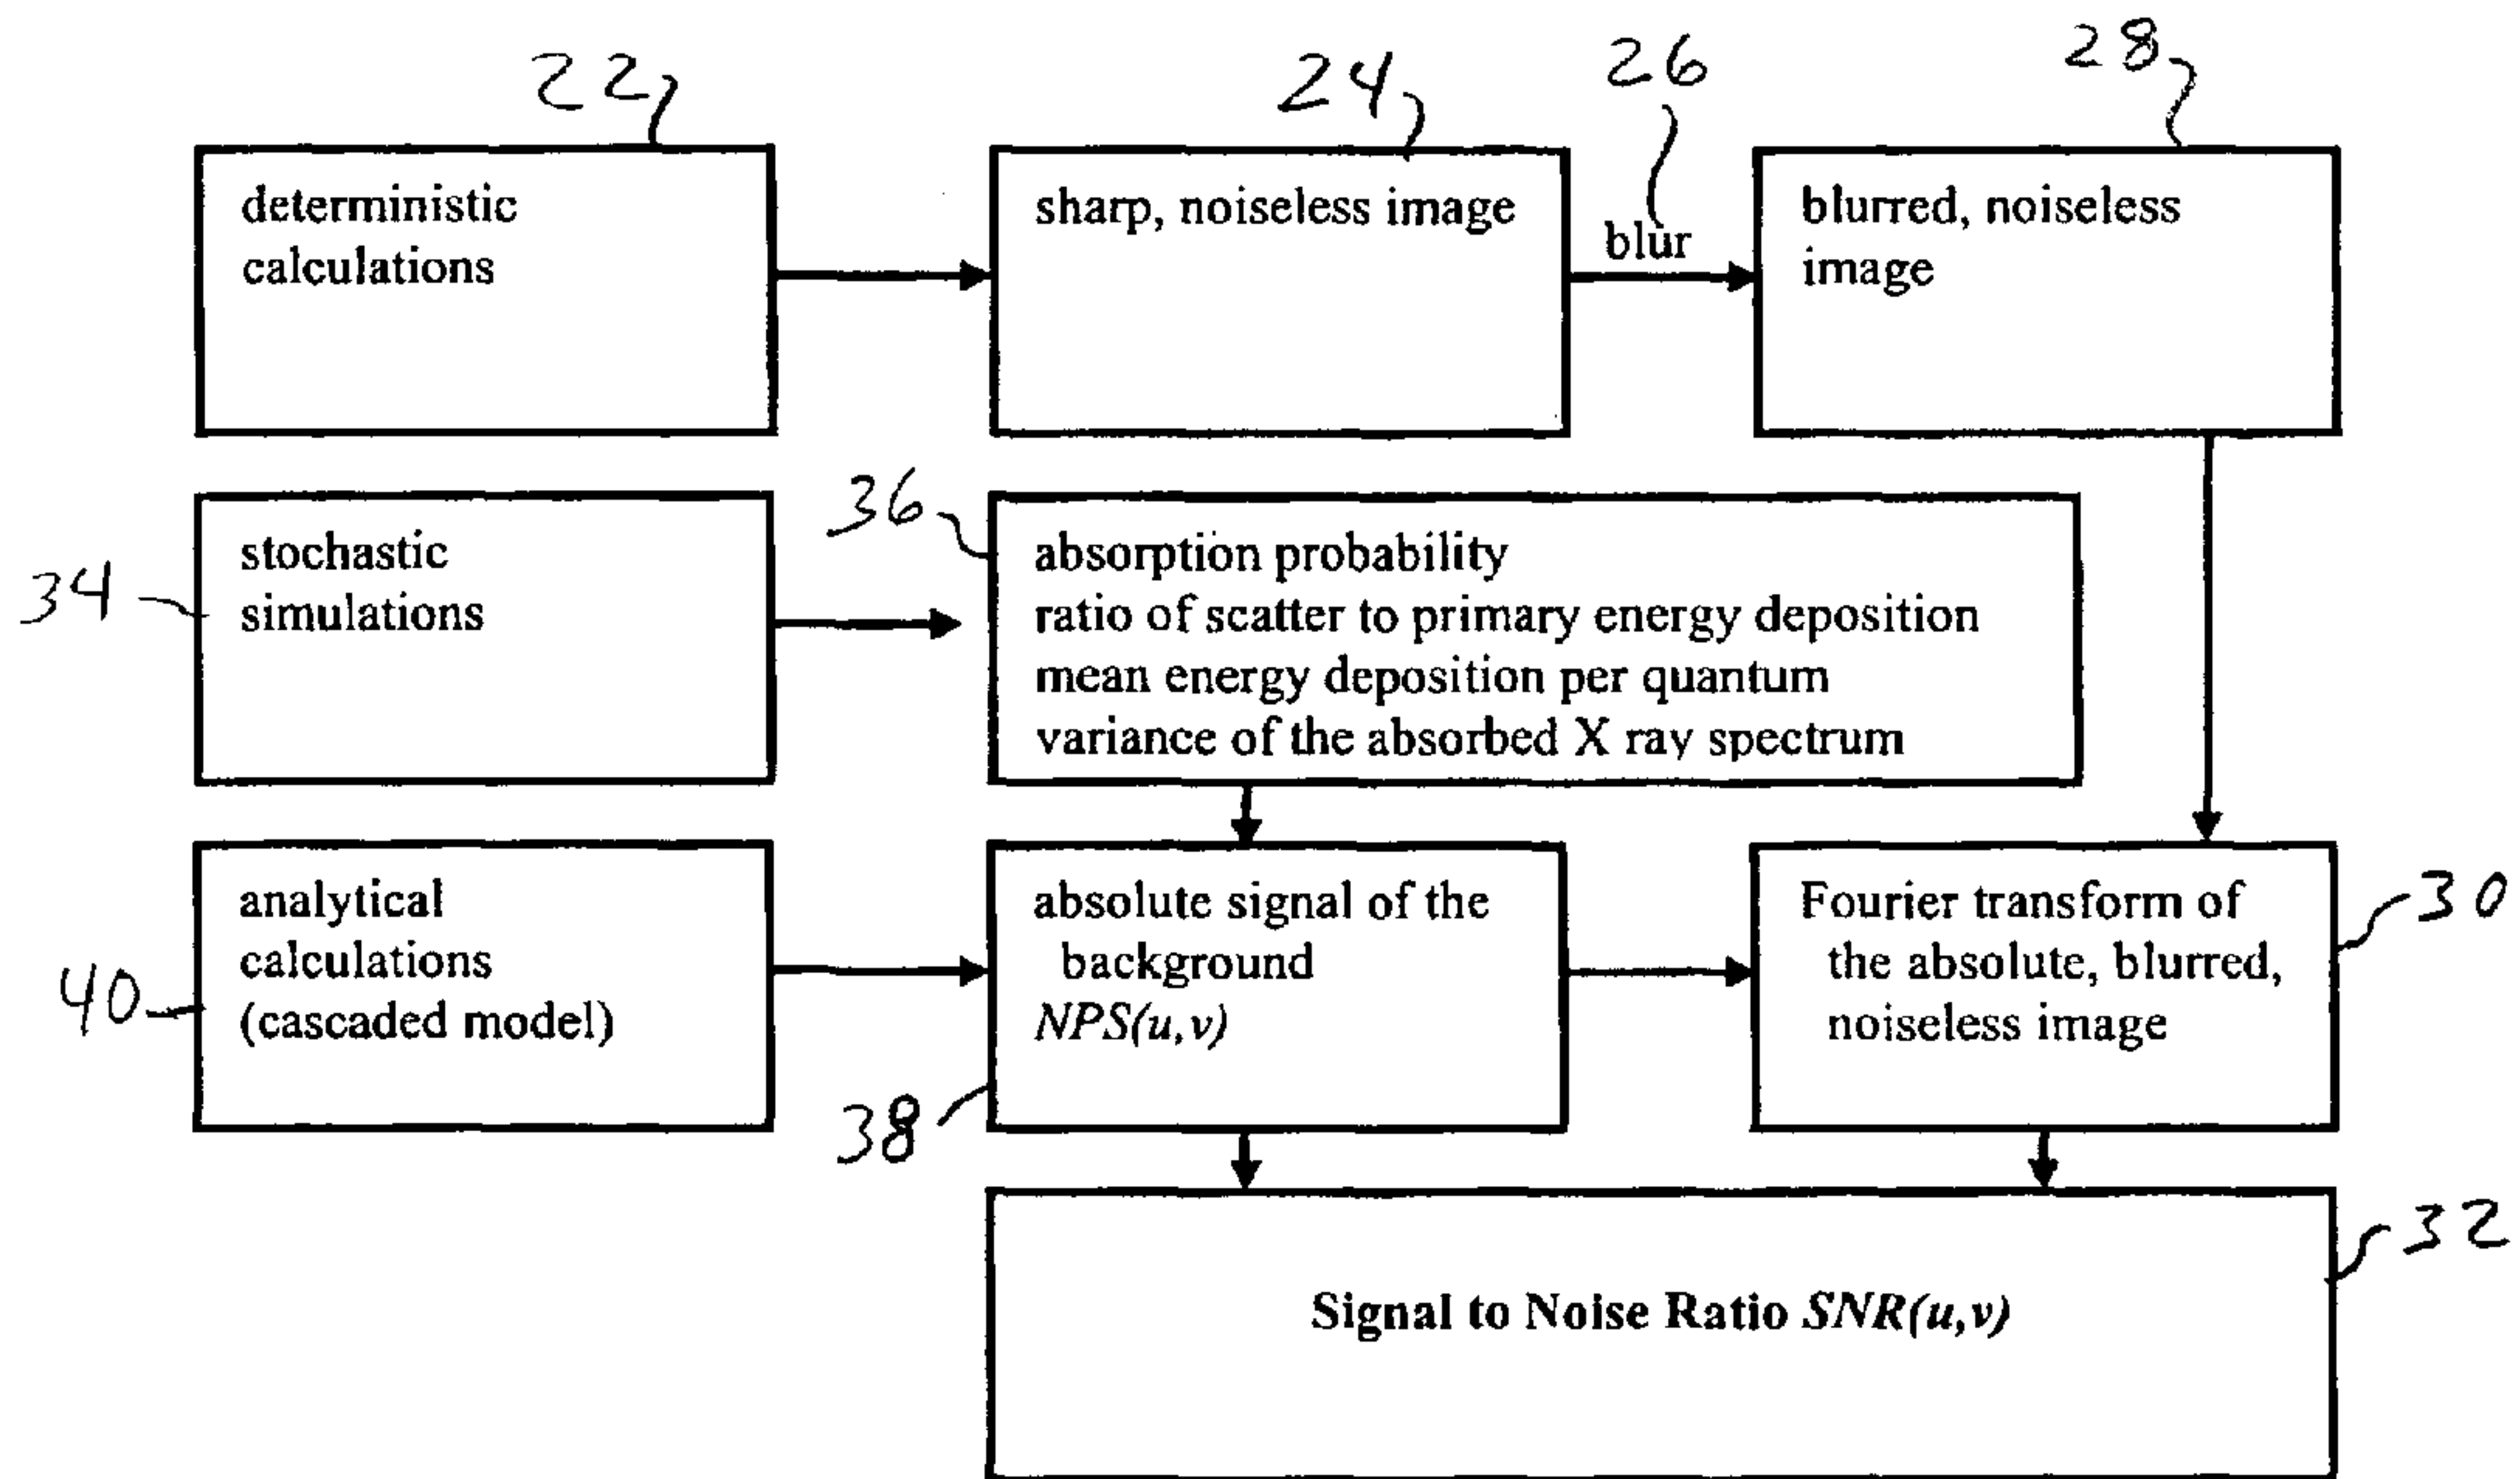 22
24
26
28
deterministic
calculations
sharp, noiseless image
blur
blurred, noiseless
image
34
stochastic
simulations
36
absorption probability
ratio of scatter to primary energy deposition
mean energy deposition per quantum
variance of the absorbed X ray spectrum
40
analytical
calculations
(cascaded model)
38
absolute signal of the
background
NPS(u,v)
Fourier transform of
the absolute, blurred,
noiseless image
30
Signal to Noise Ratio SNR(u,v)
32